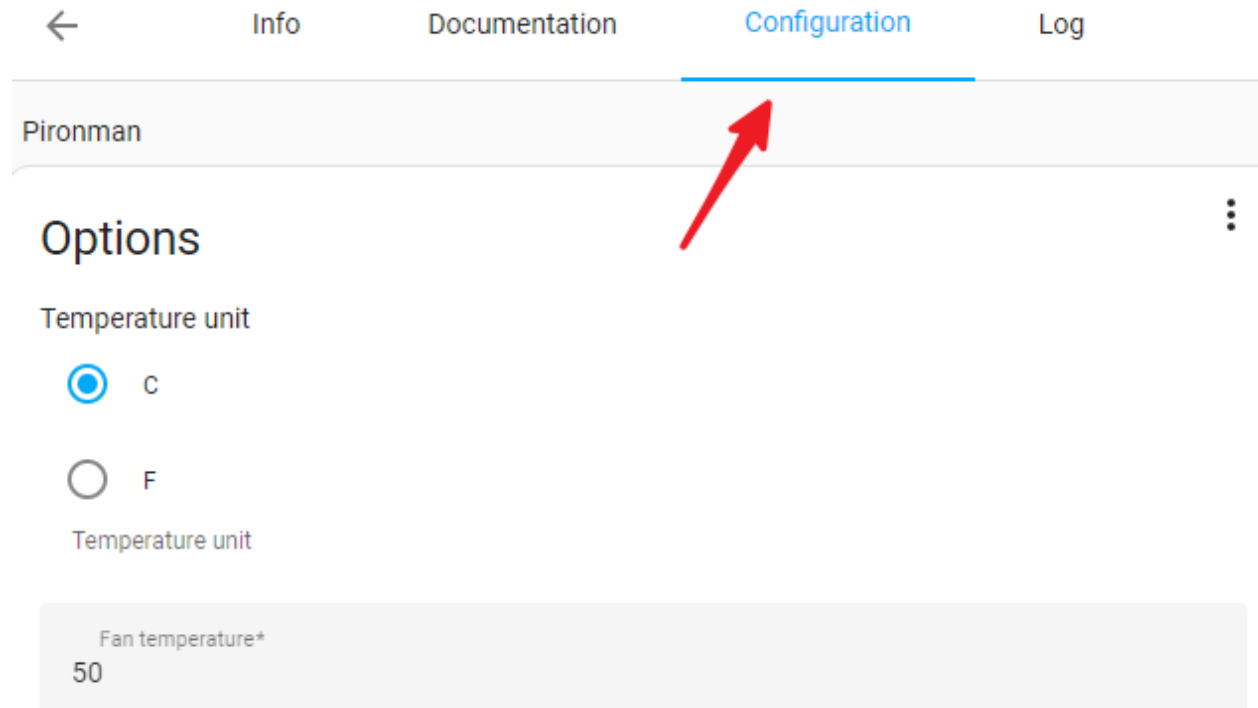 Info Documentation Configuration Log
Pironman
Options
Temperature unit
C
F
Temperature unit
Fan temperature*
50